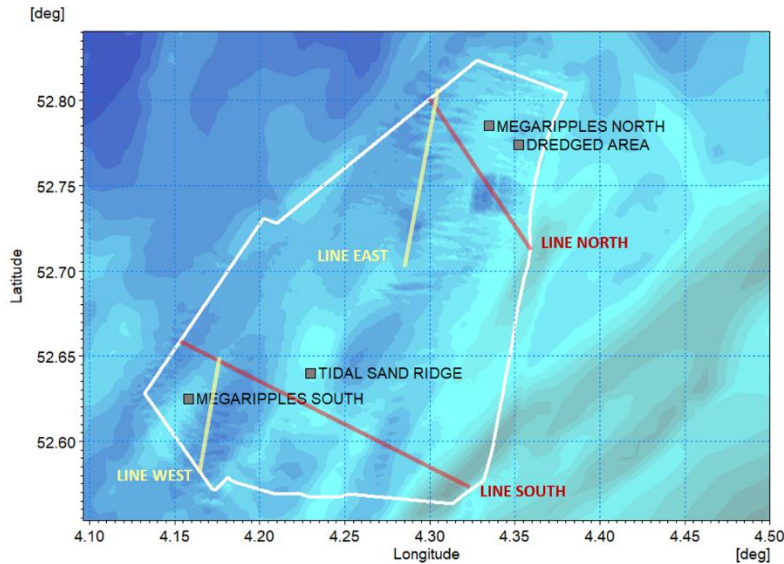 [deg]
52.80
MEGARIPPLES NORTH
DREDGED AREA
52.75
LINE EAST
LINE NORTH
Latitude
52.70
52.65
TIDAL SAND RIDGE
MEGARIPPLES SOUTH
52.60
LINE WEST
LINE SOUTH
4.10 4.15 4.20 4.25 4.30 4.35 4.40 4.45 4.50
Longitude [deg]